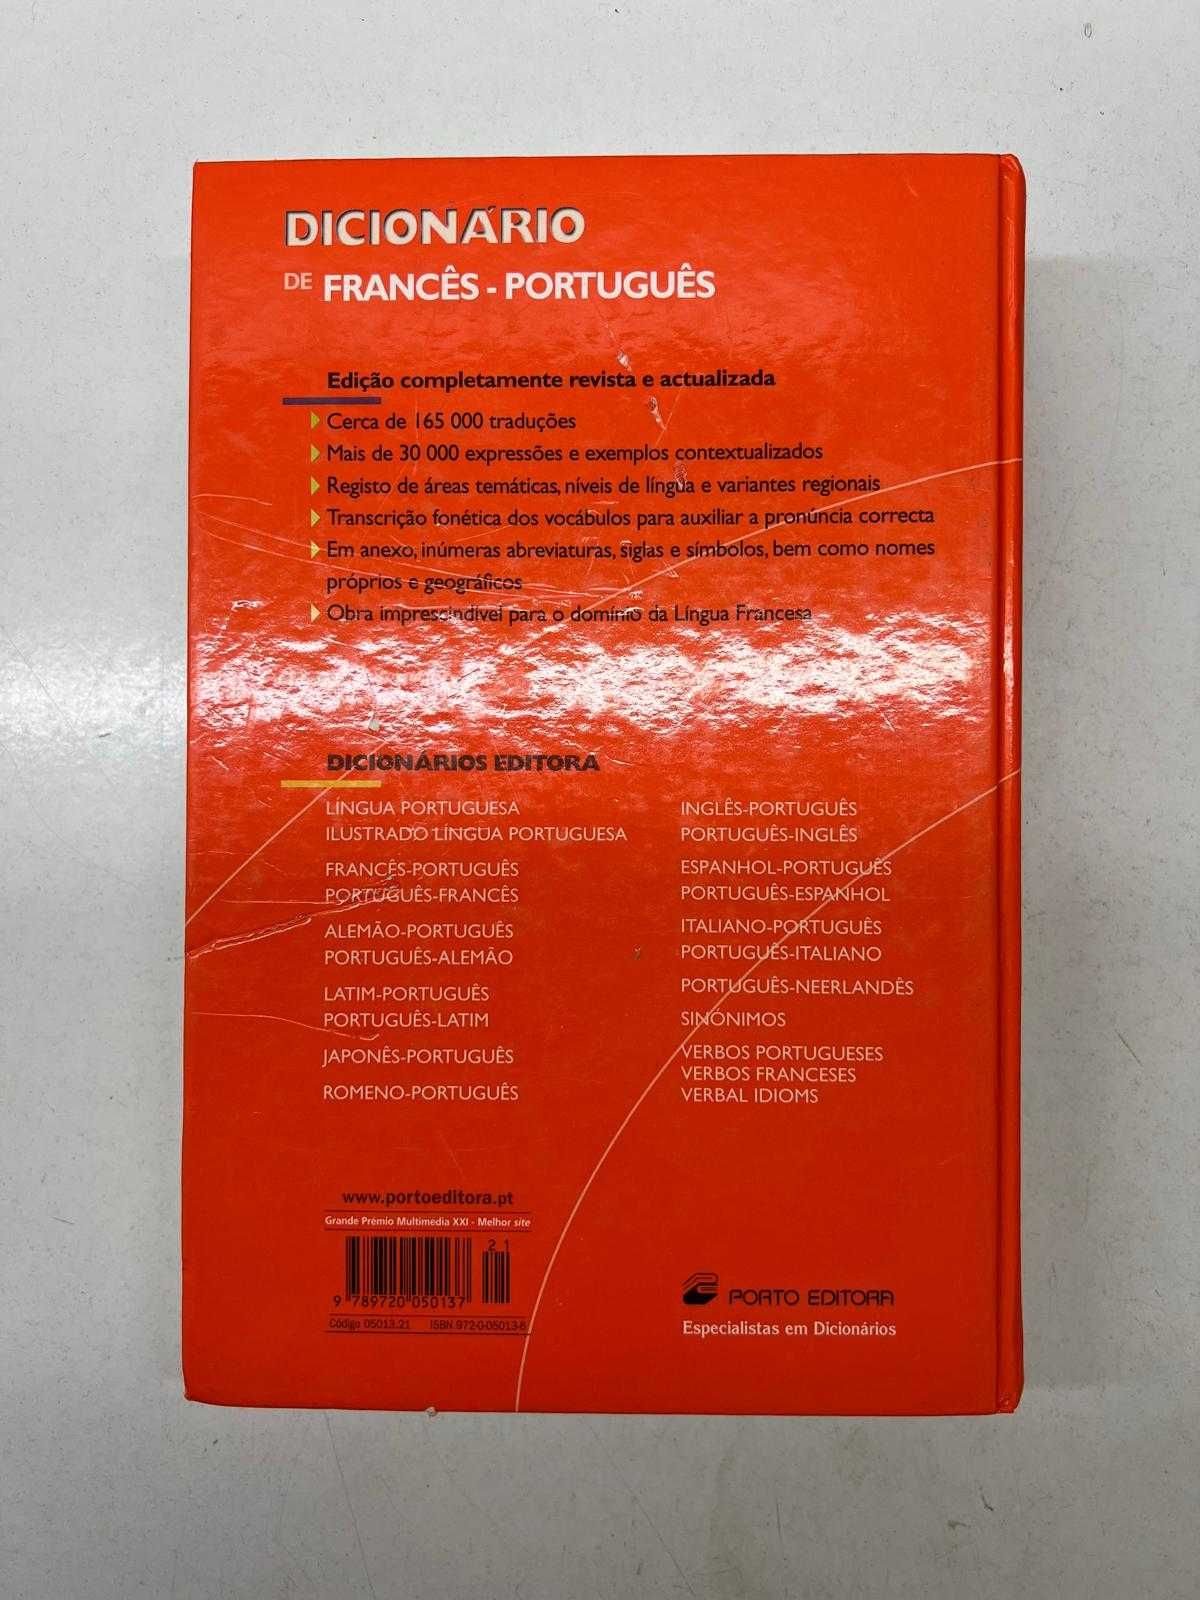 DICIONÁRIO
DE FRANCÊS - PORTUGUÊS
Edição completamente revista e actualizada
Cerca de 165 000 traduções
Mais de 30 000 expressões e exemplos contextualizados
Registo de áreas temáticas, níveis de língua e variantes regionais
Transcrição fonética dos vocábulos para auxiliar a pronúncia correcta
Em anexo, inúmeras abreviaturas, siglas e símbolos, bem como nomes
próprios e geográficos
Obra imprescindível para o domínio da Língua Francesa
DICIONÁRIOS EDITORA
LÍNGUA PORTUGUESA
ILUSTRADO LÍNGUA PORTUGUESA
FRANCÊS-PORTUGUÊS
PORTUGUÊS-FRANCÊS
ALEMÃO-PORTUGUÊS
PORTUGUÊS-ALEMÃO
LATIM-PORTUGUÊS
PORTUGUÊS-LATIM
JAPONÊS-PORTUGUÊS
ROMENO-PORTUGUÊS
INGLÊS-PORTUGUÊS
PORTUGUÊS-INGLÊS
ESPANHOL-PORTUGUÊS
PORTUGUÊS-ESPANHOL
ITALIANO-PORTUGUÊS
PORTUGUÊS-ITALIANO
PORTUGUÊS-NEERLANDÊS
SINÓNIMOS
VERBOS PORTUGUESES
VERBOS FRANCESES
VERBAL IDIOMS
www.portoeditora.pt
Grande Prémio Multimedia XXI - Melhor site
21
9 789720 050137
Código 05013.21 ISBN 972-0-05013-6
PORTO EDITORA
Especialistas em Dicionários